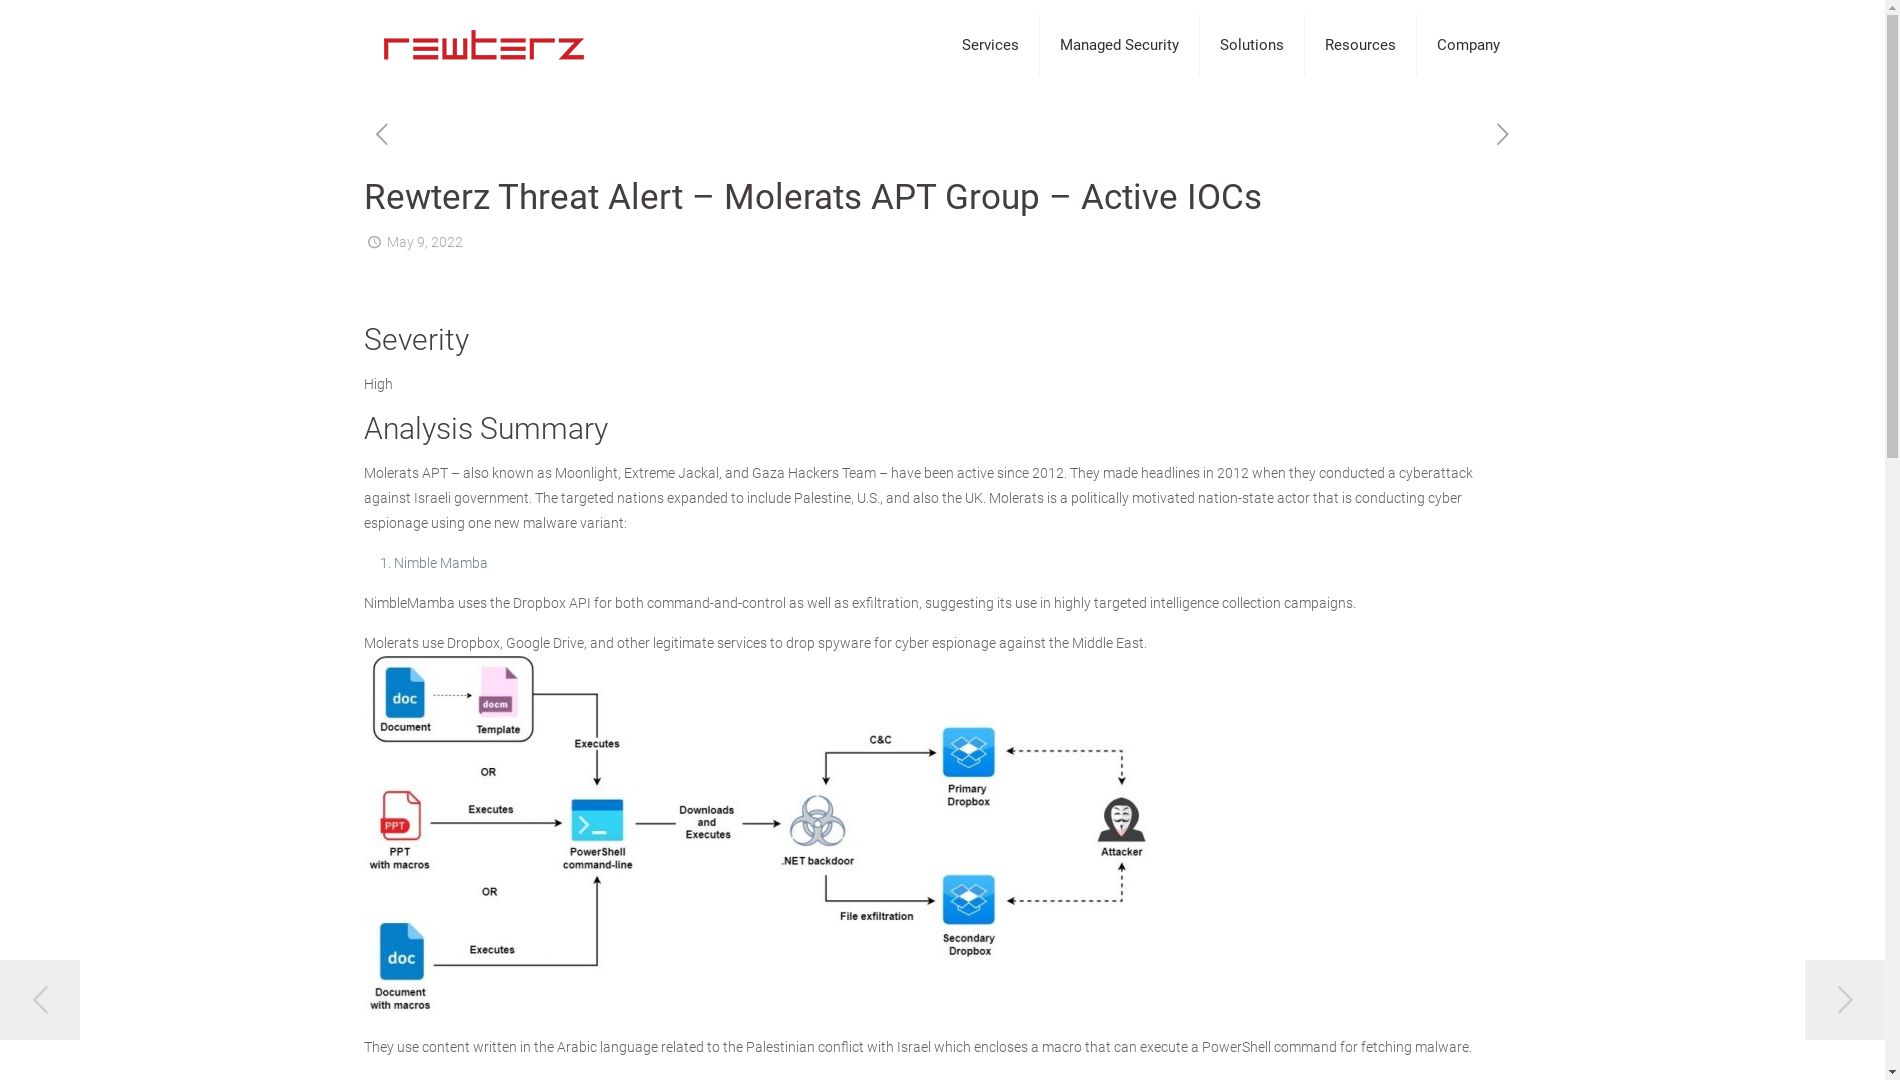 rewterz
Services
Managed Security
Solutions
Resources
Company
Rewterz Threat Alert – Molerats APT Group – Active IOCs
May 9, 2022
Severity
High
Analysis Summary
Molerats APT – also known as Moonlight, Extreme Jackal, and Gaza Hackers Team – have been active since 2012. They made headlines in 2012 when they conducted a cyberattack
against Israeli government. The targeted nations expanded to include Palestine, U.S., and also the UK. Molerats is a politically motivated nation-state actor that is conducting cyber
espionage using one new malware variant:
1. Nimble Mamba
NimbleMamba uses the Dropbox API for both command-and-control as well as exfiltration, suggesting its use in highly targeted intelligence collection campaigns.
Molerats use Dropbox, Google Drive, and other legitimate services to drop spyware for cyber espionage against the Middle East.
doc
Document
docm
Template
Executes
OR
PPT
PPT
with macros
Executes
PowerShell
command-line
Downloads
and
Executes
.NET backdoor
C&C
Primary
Dropbox
Attacker
OR
File exfiltration
Secondary
Dropbox
doc
Document
with macros
Executes
They use content written in the Arabic language related to the Palestinian conflict with Israel which encloses a macro that can execute a PowerShell command for fetching malware.